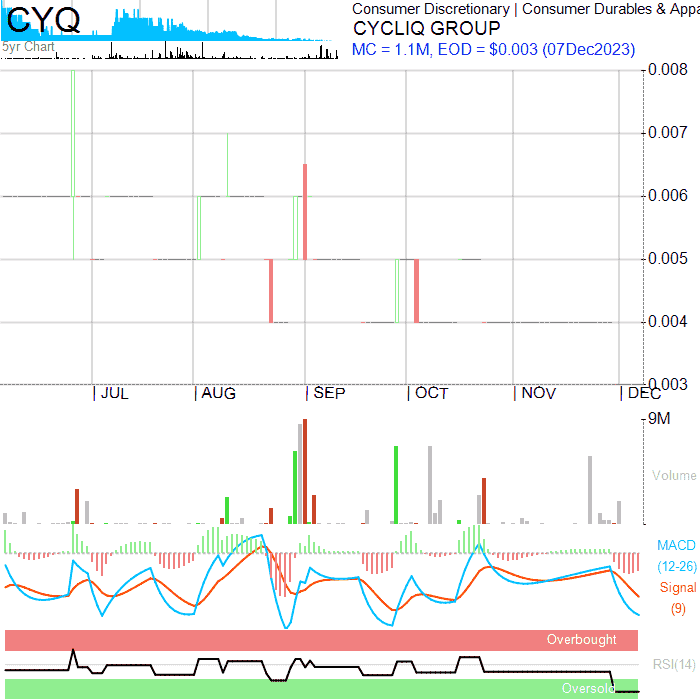 CYQ
5yr Chart
Consumer Discretionary | Consumer Durables & Appa
CYCLIQ GROUP
MC = 1.1M, EOD = $0.003 (07Dec2023)
0.008
0.007
0.006
0.005
0.004
0.003
JUL
AUG
SEP
OCT
NOV
DEC
9M
Volume
MACD
(12-26)
Signal
(9)
Overbought
RSI(14)
Oversold